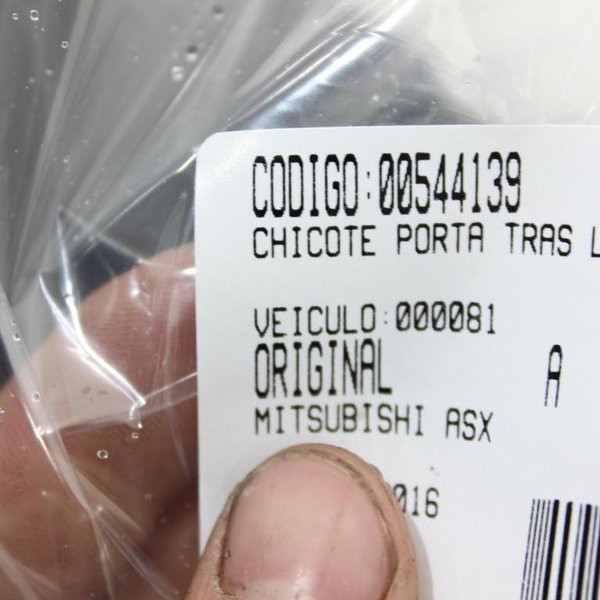 CODIGO:00544139
CHICOTE PORTA TRAS L
VEICULO:000081
ORIGINAL A
MITSUBISHI ASX
016